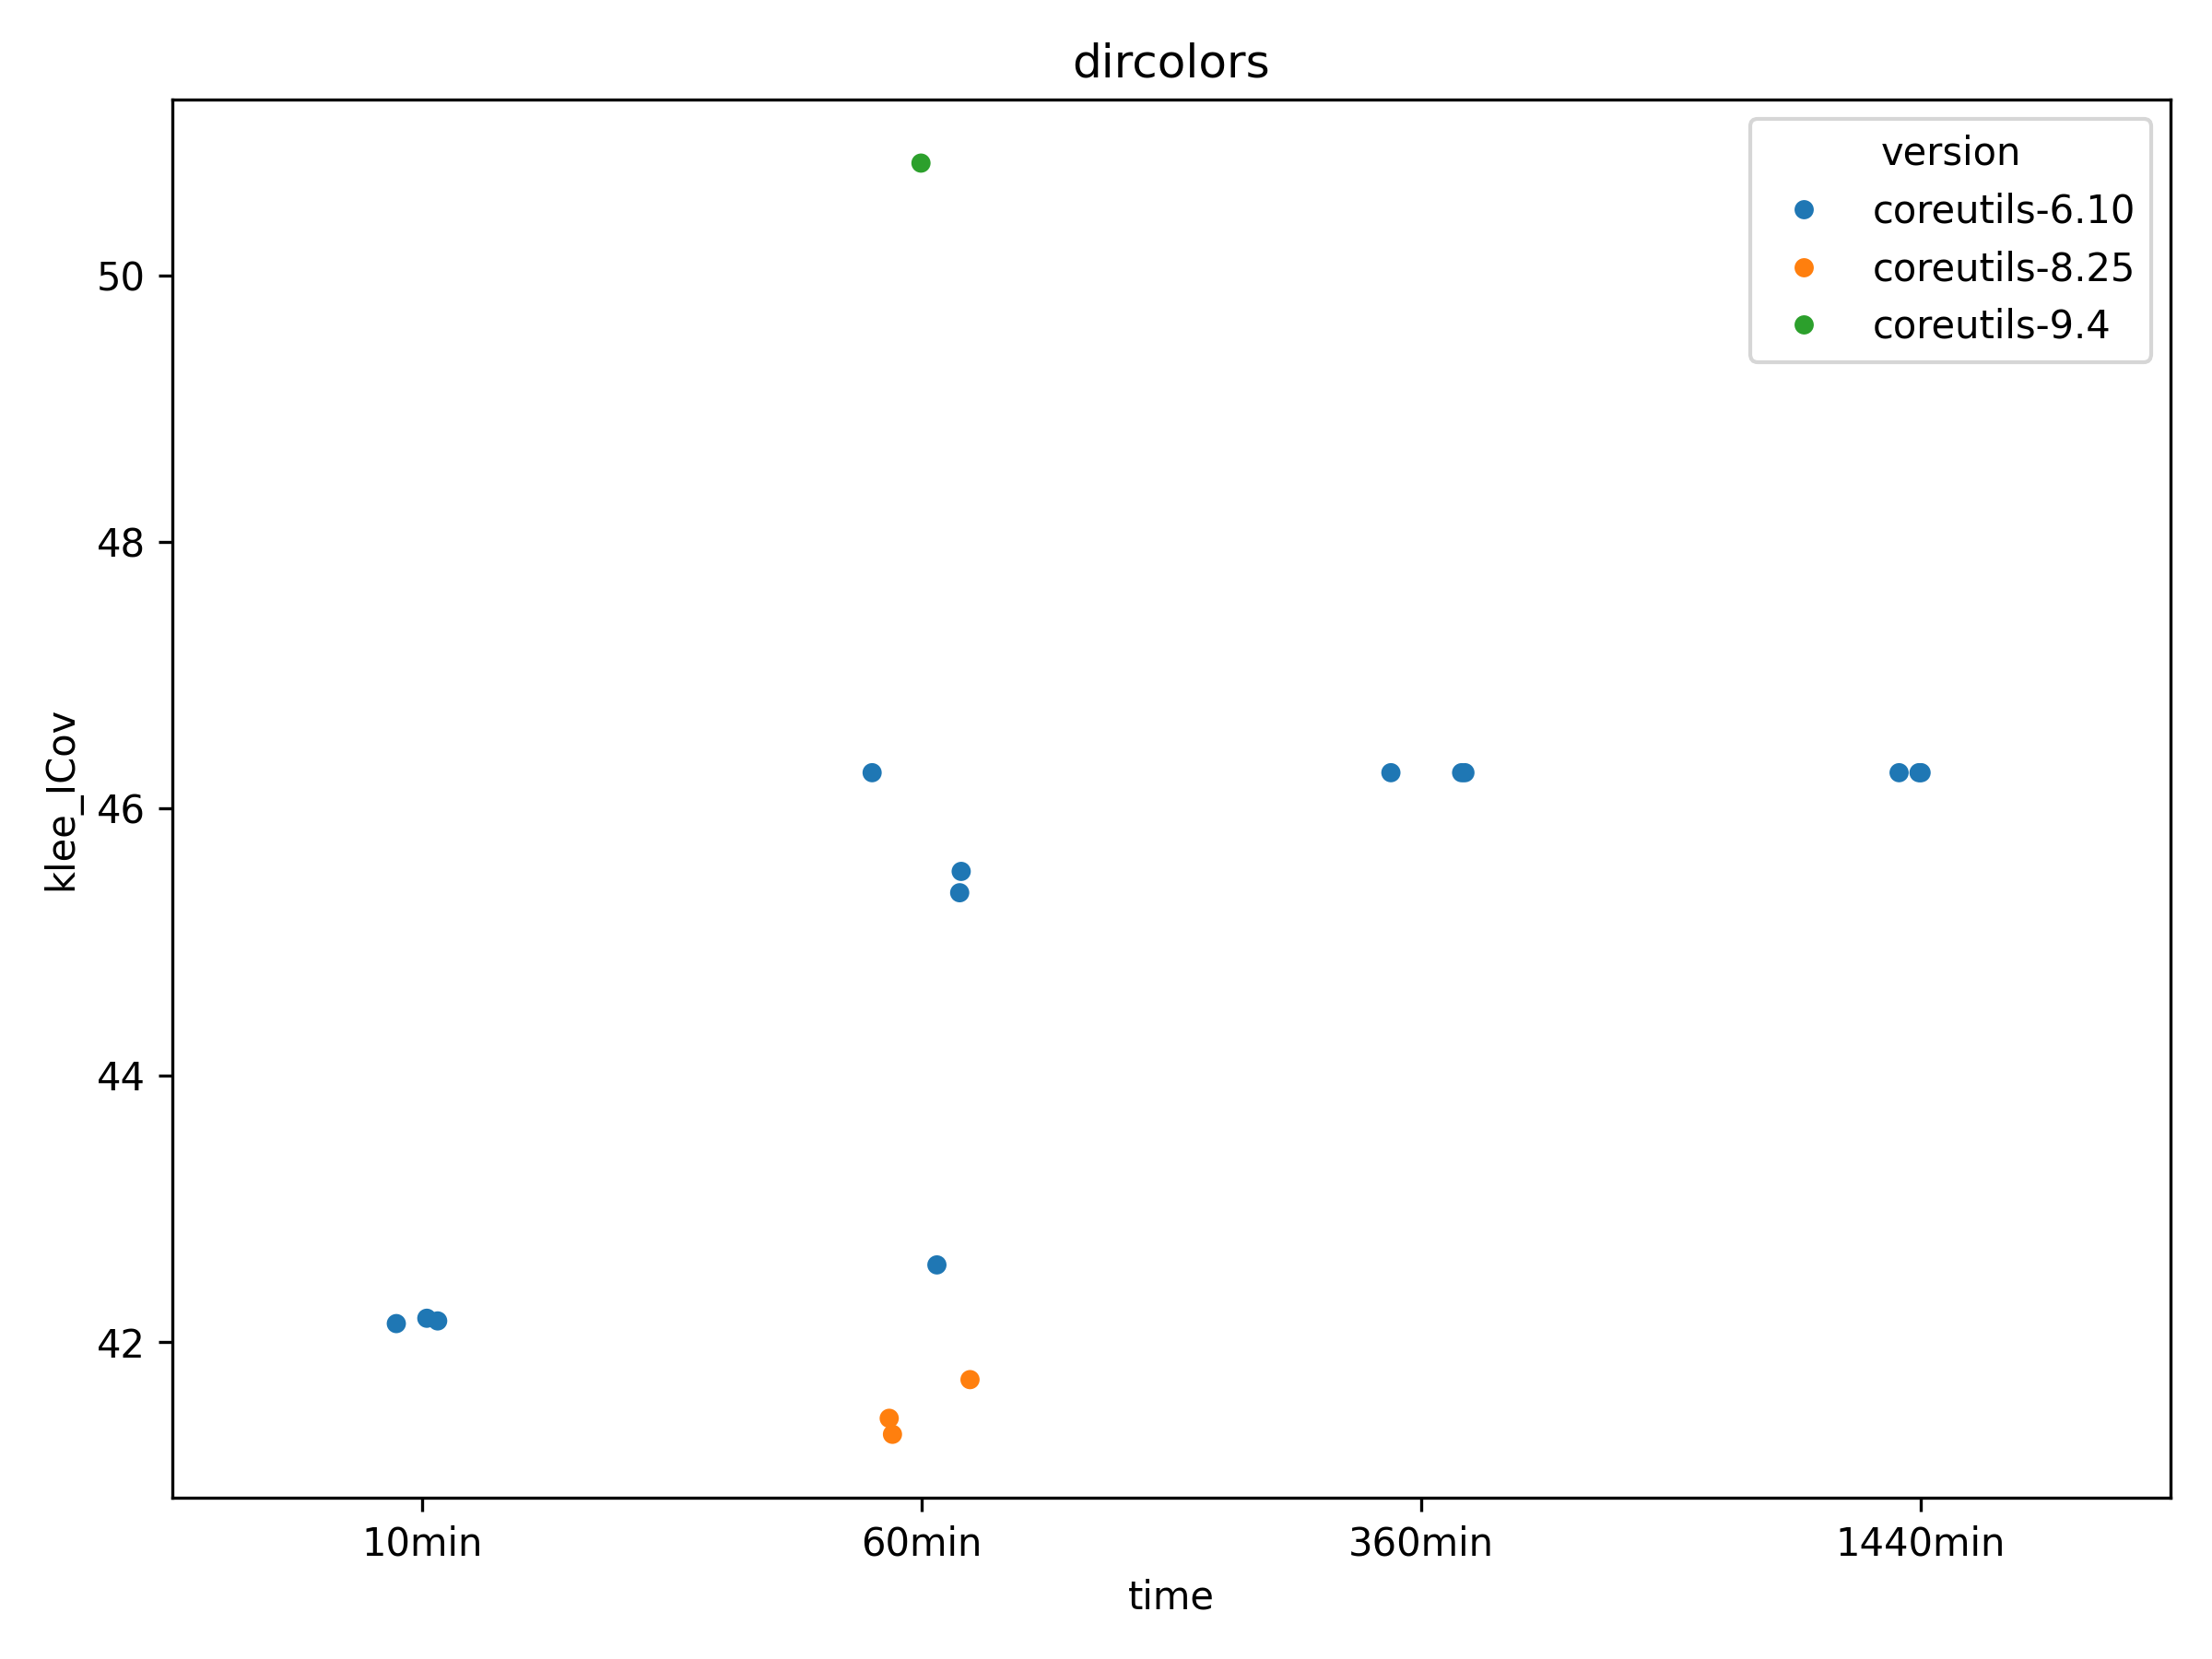 dircolors
version
coreutils-6.10
coreutils-8.25
coreutils-9.4
klee_ICov
50
48
46
44
42
10min
60min
360min
1440min
time